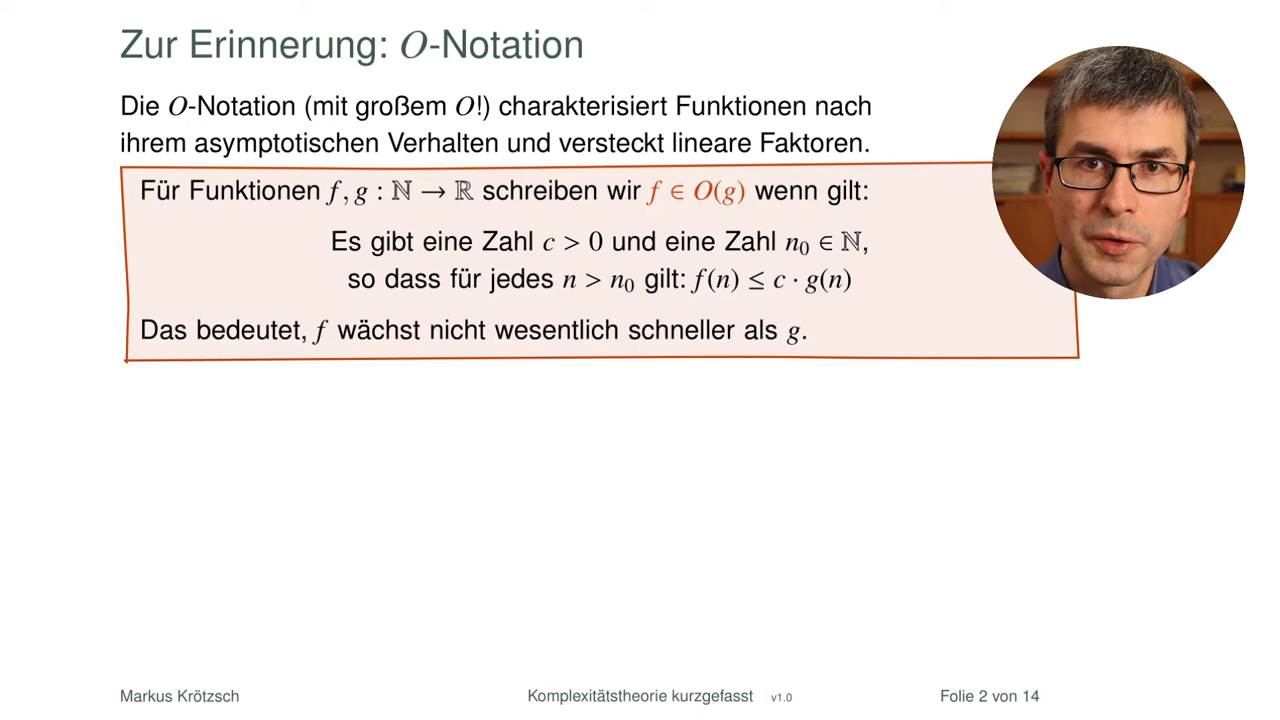 Zur Erinnerung: O-Notation
Die O-Notation (mit großem O!) charakterisiert Funktionen nach
ihrem asymptotischen Verhalten und versteckt lineare Faktoren.
Für Funktionen f, g : ℕ → ℝ schreiben wir f ∈ O(g) wenn gilt:
Es gibt eine Zahl c > 0 und eine Zahl n₀ ∈ ℕ,
so dass für jedes n > n₀ gilt: f(n) ≤ c · g(n)
Das bedeutet, f wächst nicht wesentlich schneller als g.
Markus Krötzsch Komplexitätstheorie kurzgefasst v1.0 Folie 2 von 14